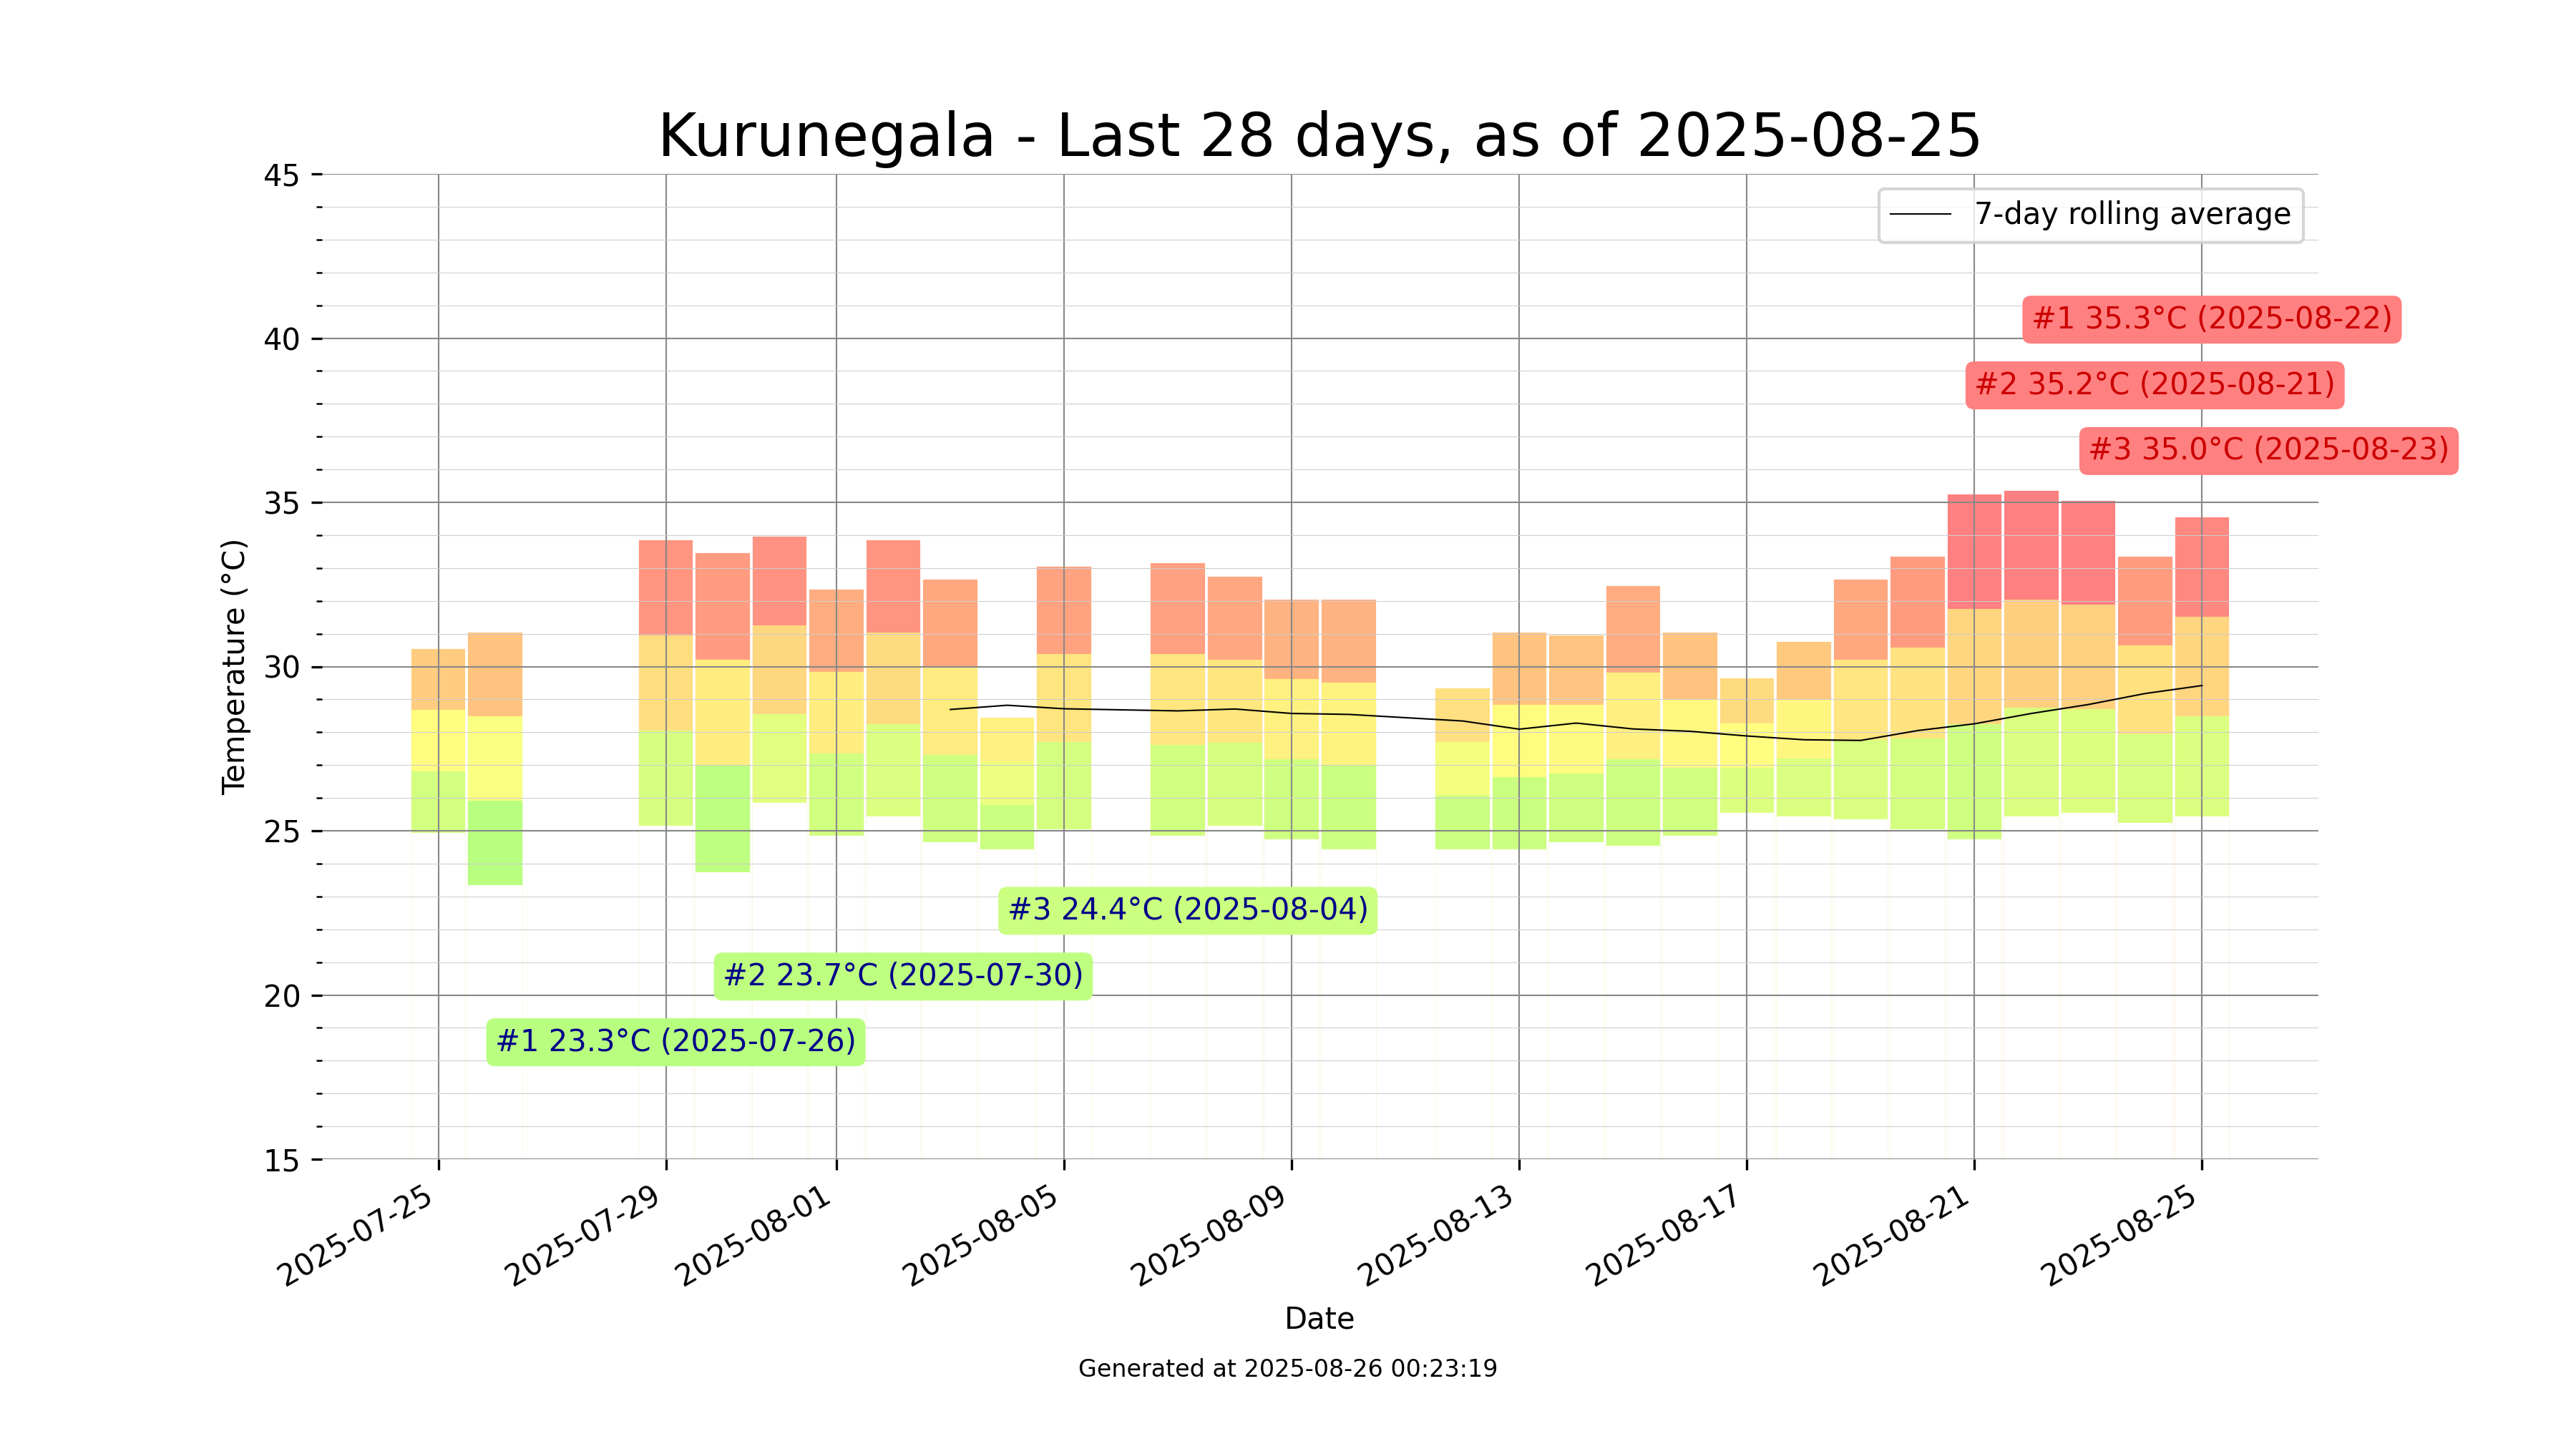 Kurunegala - Last 28 days, as of 2025-08-25
7-day rolling average
45
40
35
30
25
20
15
Temperature (°C)
#1 35.3°C (2025-08-22)
#2 35.2°C (2025-08-21)
#3 35.0°C (2025-08-23)
#3 24.4°C (2025-08-04)
#2 23.7°C (2025-07-30)
#1 23.3°C (2025-07-26)
2025-07-25
2025-07-29
2025-08-01
2025-08-05
2025-08-09
2025-08-13
2025-08-17
2025-08-21
2025-08-25
Date
Generated at 2025-08-26 00:23:19